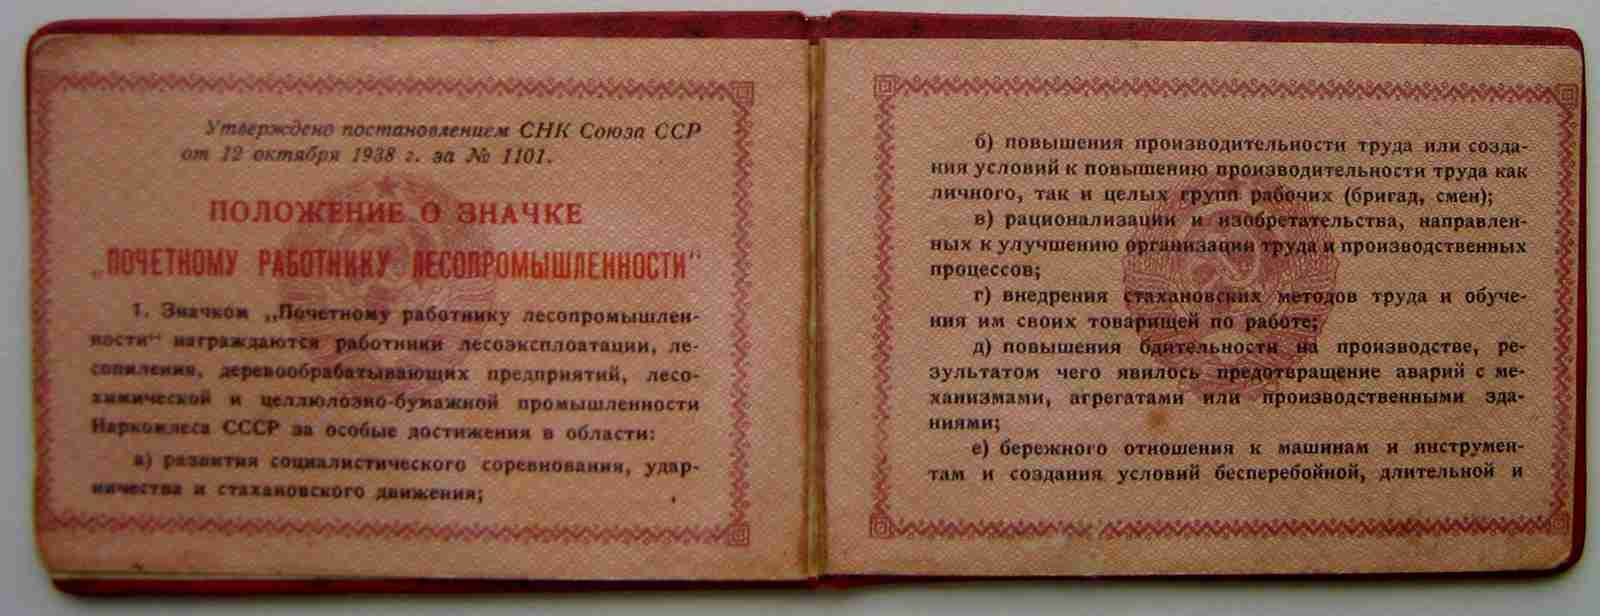 Утверждено постановлением СНК Союза ССР
от 12 октября 1938 г. за № 1101.
ПОЛОЖЕНИЕ О ЗНАЧКЕ
„ПОЧЕТНОМУ РАБОТНИКУ ЛЕСОПРОМЫШЛЕННОСТИ“
1. Значком „Почетному работнику лесопромышлен-
ности“ награждаются работники лесоэксплоатации, ле-
сопиления, деревообрабатывающих предприятий, лесо-
химической и целлюлозно-бумажной промышленности
Наркомлеса СССР за особые достижения в области:
а) развития социалистического соревнования, удар-
ничества и стахановского движения;
б) повышения производительности труда или созда-
ния условий к повышению производительности труда как
личного, так и целых групп рабочих (бригад, смен);
в) рационализации и изобретательства, направлен-
ных к улучшению организации труда и производственных
процессов;
г) внедрения стахановских методов труда и обуче-
ния им своих товарищей по работе;
д) повышения бдительности на производстве, ре-
зультатом чего явилось предотвращение аварий с ме-
ханизмами, агрегатами или производственными зда-
ниями;
е) бережного отношения к машинам и инструмен-
там и создания условий бесперебойной, длительной и